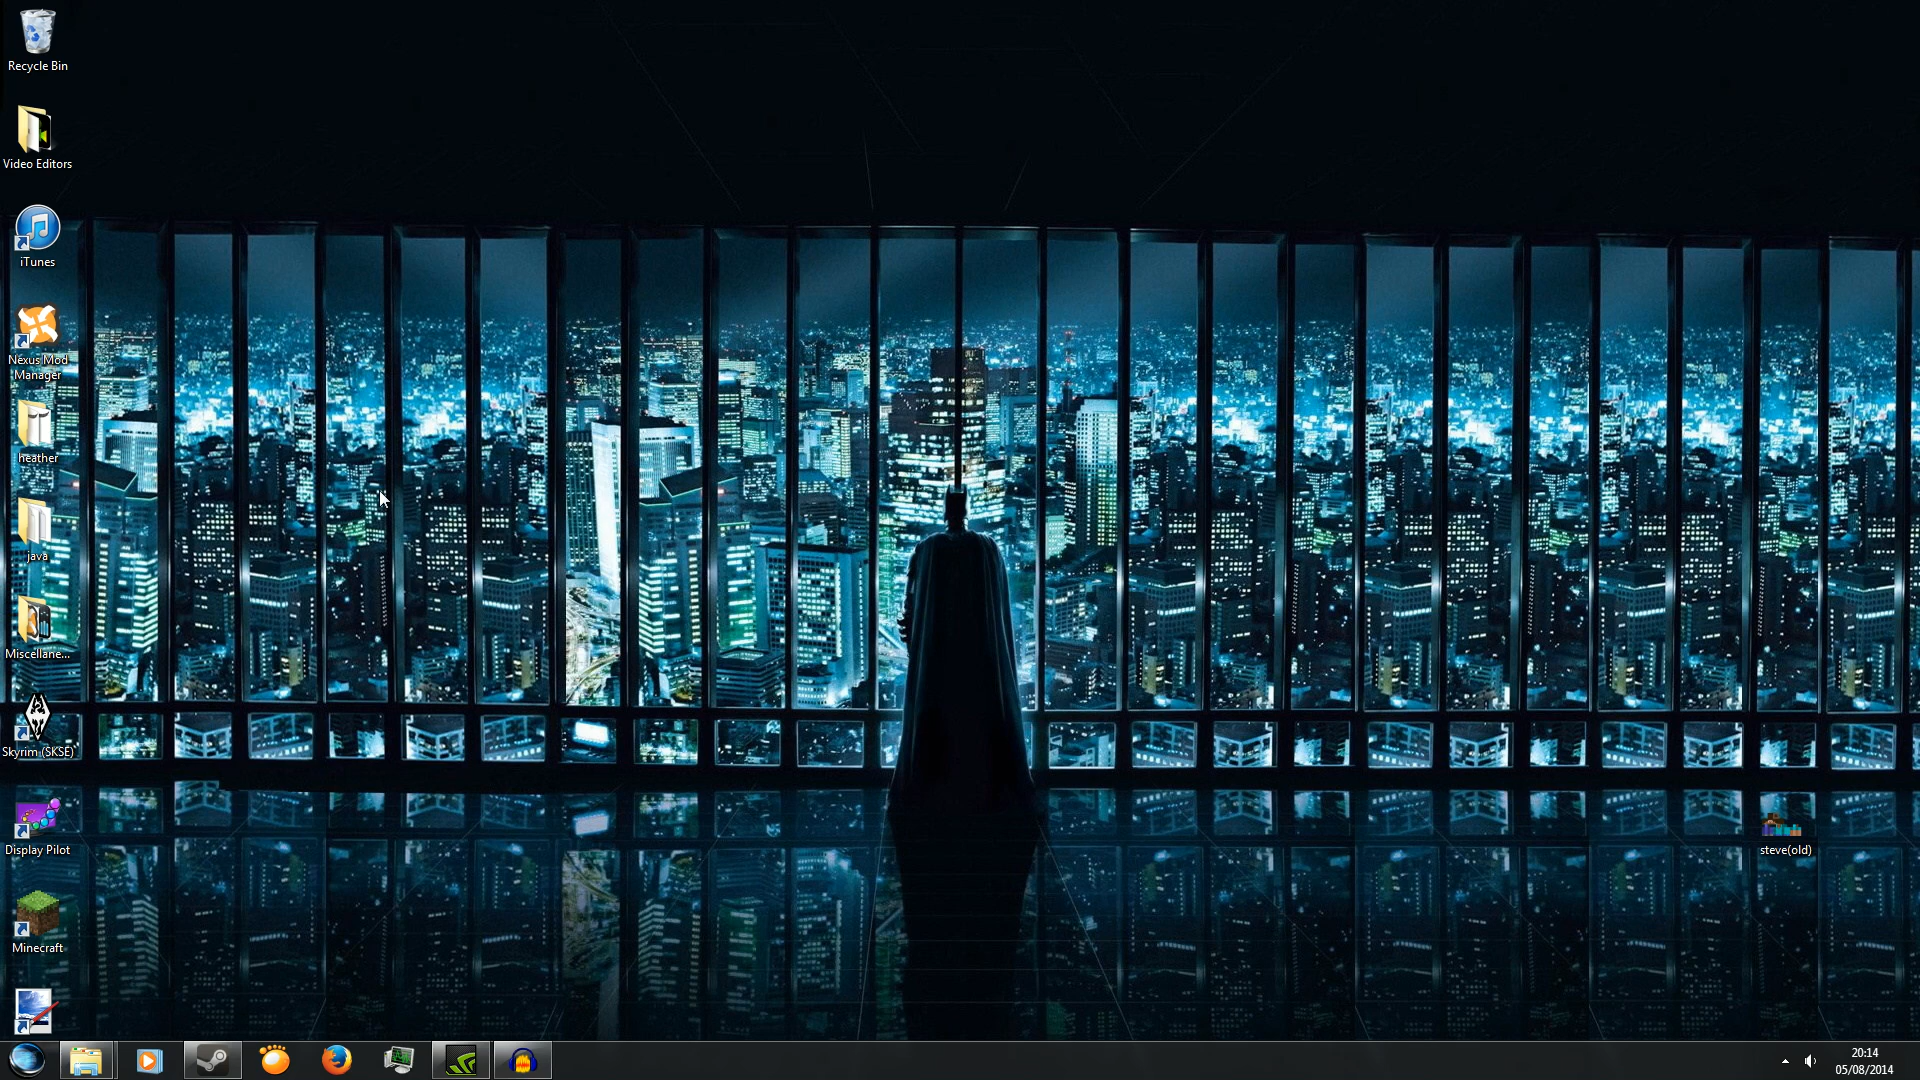 Recycle Bin
Video Editors
iTunes
Nexus Mod
Manager
heather
java
Miscellane...
Skyrim (SKSE)
Display Pilot
Minecraft
steve(old)
20:14
05/08/2014